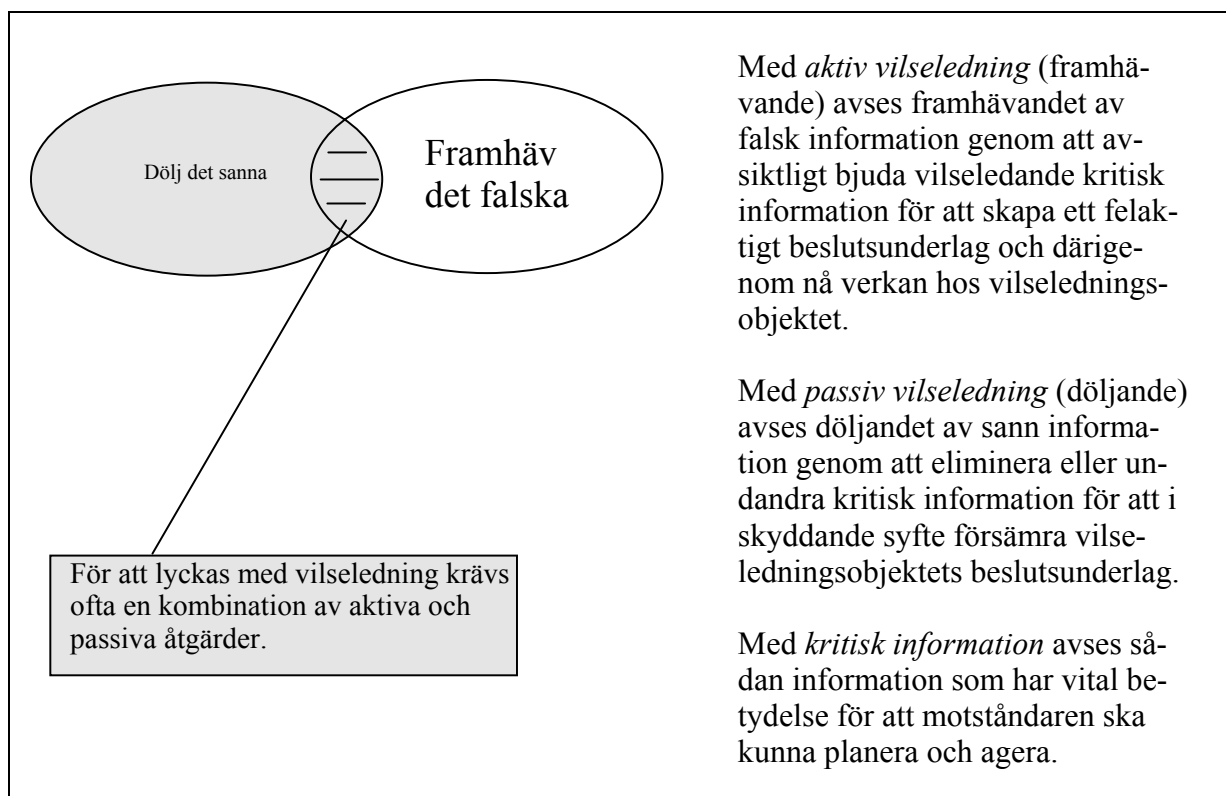 Dölj det sanna
Framhäv
det falska
För att lyckas med vilseledning krävs
ofta en kombination av aktiva och
passiva åtgärder.
Med aktiv vilseledning (framhä-
vande) avses framhävandet av
falsk information genom att av-
siktligt bjuda vilseledande kritisk
information för att skapa ett felak-
tigt beslutsunderlag och därige-
nom nå verkan hos vilselednings-
objektet.
Med passiv vilseledning (döljande)
avses döljandet av sann informa-
tion genom att eliminera eller un-
dandra kritisk information för att i
skyddande syfte försämra vilse-
ledningsobjektets beslutsunderlag.
Med kritisk information avses så-
dan information som har vital be-
tydelse för att motståndaren ska
kunna planera och agera.